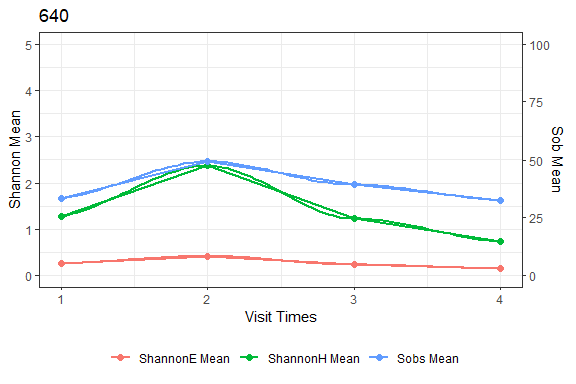 640
5
4
3
2
1
0
Shannon Mean
100
75
50
25
0
Sob Mean
1 2 3 4
Visit Times
ShannonE Mean ShannonH Mean Sobs Mean